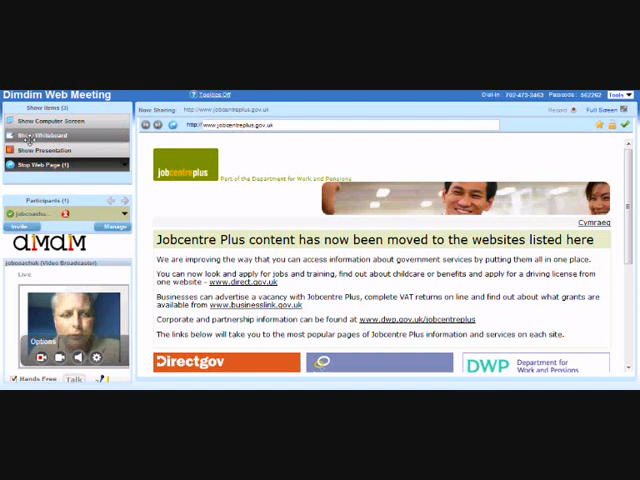 Dimdim Web Meeting
Tooltips Off
Dial-in: 702-473-3463 Passcode: 662262
Tools
Show Items (3)
Now Sharing: http://www.jobcentreplus.gov.uk
Record
Full Screen
Show Computer Screen
Show Whiteboard
Show Presentation
Stop Web Page (1)
http://www.jobcentreplus.gov.uk
jobcentreplus
Part of the Department for Work and Pensions
Cymraeg
Participants (1)
jobcoachu...
Invite
Manage
dimdim
jobcoachuk (Video Broadcaster)
Live
Options
Hands Free
Talk
Jobcentre Plus content has now been moved to the websites listed here
We are improving the way that you can access information about government services by putting them all in one place.
You can now look and apply for jobs and training, find out about childcare or benefits and apply for a driving license from
one website - www.direct.gov.uk
Businesses can advertise a vacancy with Jobcentre Plus, complete VAT returns on line and find out about what grants are
available from www.businesslink.gov.uk
Corporate and partnership information can be found at www.dwp.gov.uk/jobcentreplus
The links below will take you to the most popular pages of Jobcentre Plus information and services on each site.
Directgov
DWP
Department for
Work and Pensions